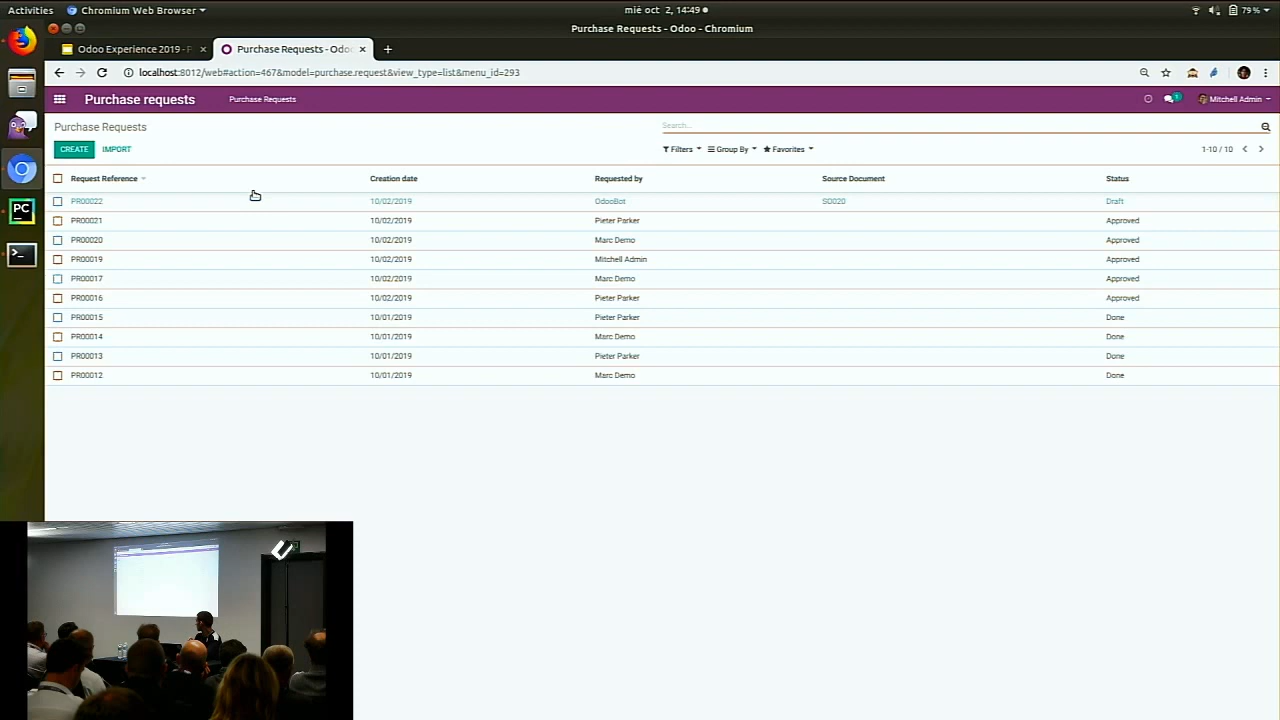 Activities Chromium Web Browser mié oct 2, 14:49 79 %
Purchase Requests - Odoo - Chromium
Odoo Experience 2019 - P × Purchase Requests - Odoo × +
localhost:8012/web#action=467&model=purchase.request&view_type=list&menu_id=293
Purchase requests Purchase Requests 1 Mitchell Admin
Purchase Requests Search...
CREATE IMPORT Filters Group By Favorites 1-10 / 10
Request Reference Creation date Requested by Source Document Status
PR00022 10/02/2019 OdooBot SO020 Draft
PR00021 10/02/2019 Pieter Parker Approved
PR00020 10/02/2019 Marc Demo Approved
PR00019 10/02/2019 Mitchell Admin Approved
PR00017 10/02/2019 Marc Demo Approved
PR00016 10/02/2019 Pieter Parker Approved
PR00015 10/01/2019 Pieter Parker Done
PR00014 10/01/2019 Marc Demo Done
PR00013 10/01/2019 Pieter Parker Done
PR00012 10/01/2019 Marc Demo Done
PC
>_